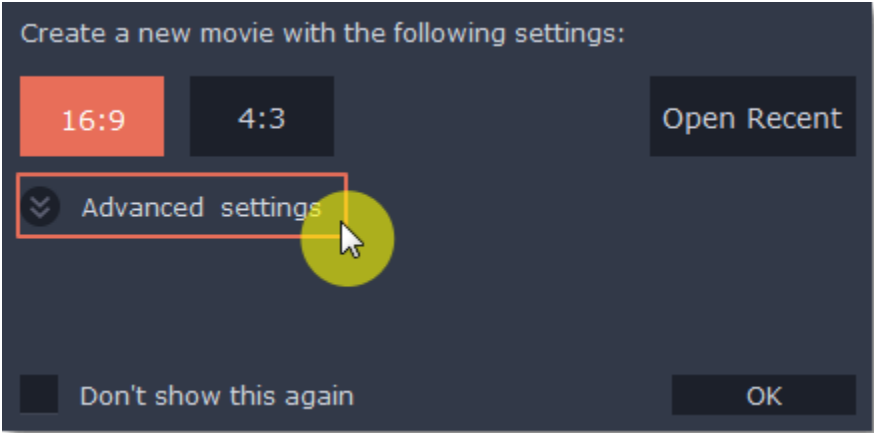 Create a new movie with the following settings:
16:9 4:3 Open Recent
Advanced settings
Don't show this again OK